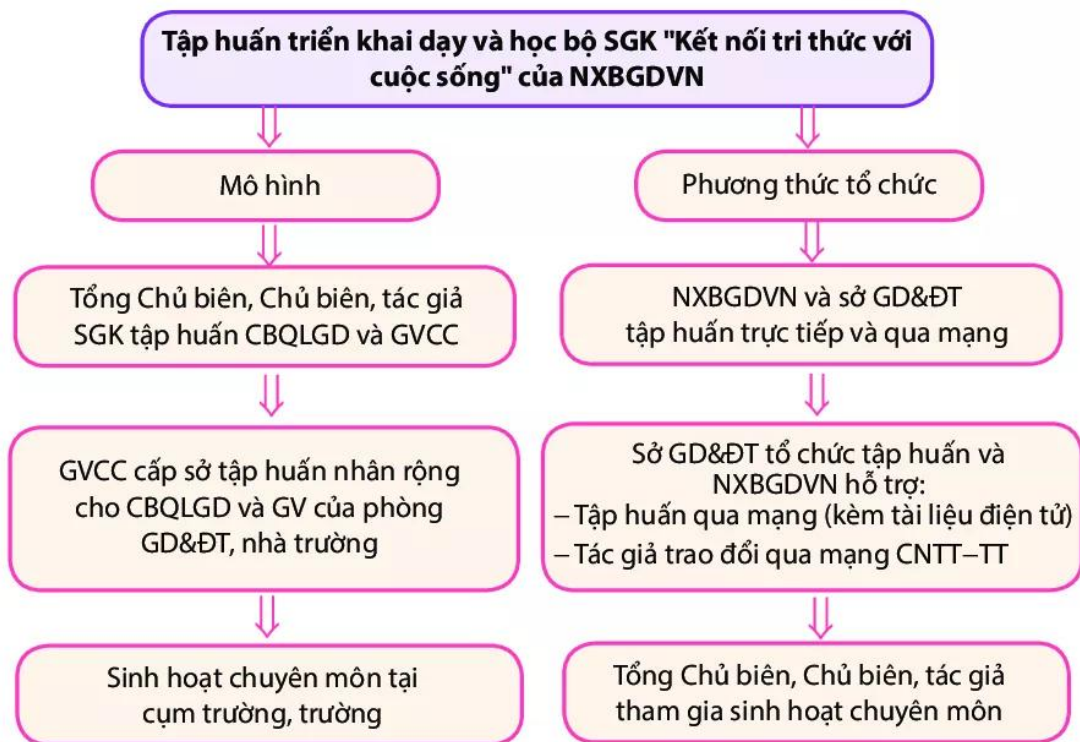 Tập huấn triển khai dạy và học bộ SGK "Kết nối tri thức với
cuộc sống" của NXBGDVN
Mô hình
Tổng Chủ biên, Chủ biên, tác giả
SGK tập huấn CBQLGD và GVCC
GVCC cấp sở tập huấn nhân rộng
cho CBQLGD và GV của phòng
GD&ĐT, nhà trường
Sinh hoạt chuyên môn tại
cụm trường, trường
Phương thức tổ chức
NXBGDVN và sở GD&ĐT
tập huấn trực tiếp và qua mạng
Sở GD&ĐT tổ chức tập huấn và
NXBGDVN hỗ trợ:
– Tập huấn qua mạng (kèm tài liệu điện tử)
– Tác giả trao đổi qua mạng CNTT–TT
Tổng Chủ biên, Chủ biên, tác giả
tham gia sinh hoạt chuyên môn